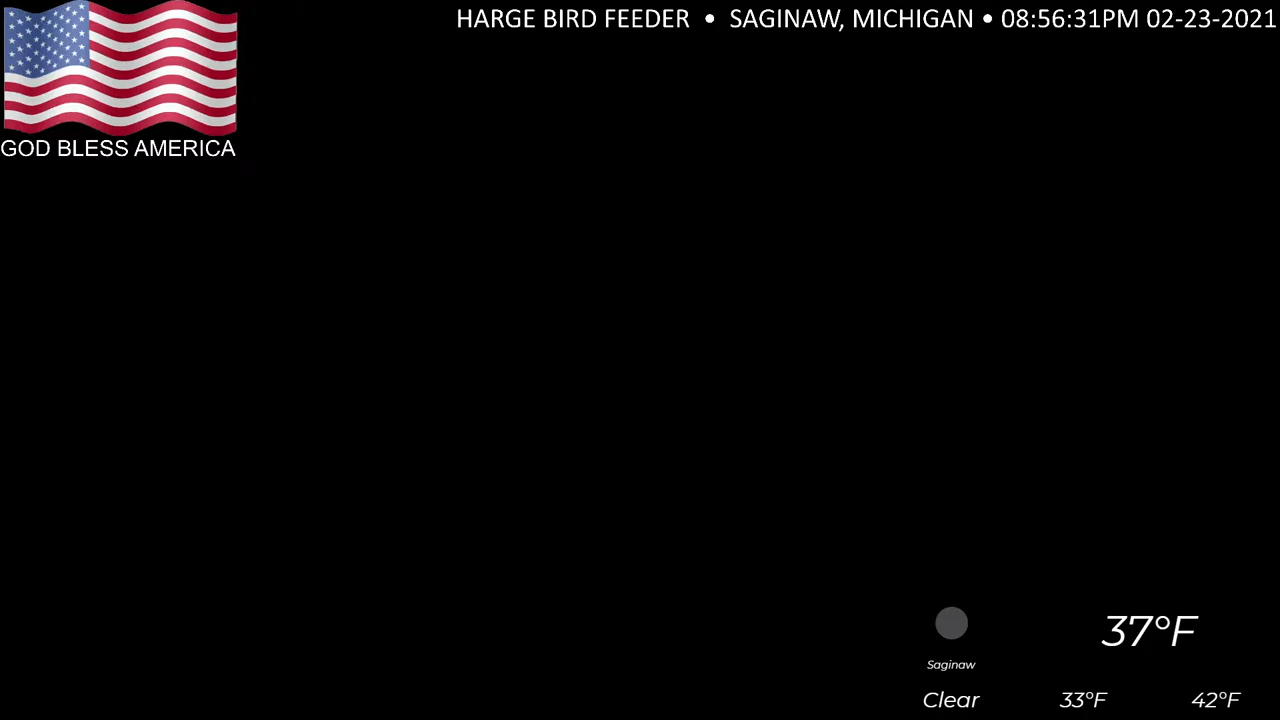 HARGE BIRD FEEDER • SAGINAW, MICHIGAN • 08:56:31PM 02-23-2021
GOD BLESS AMERICA
37°F
Saginaw
Clear 33°F 42°F